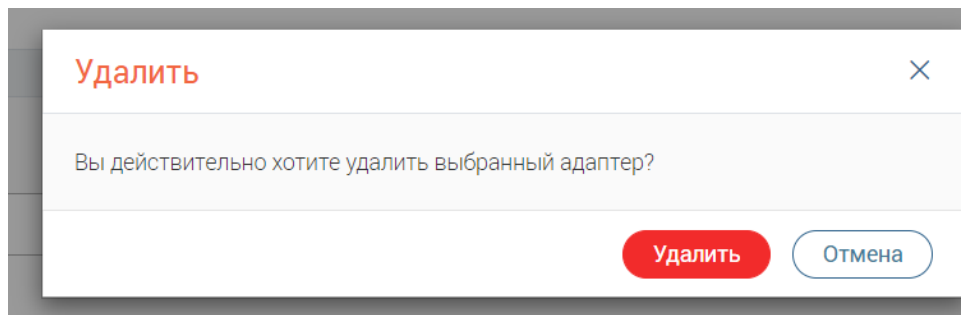 Удалить
Вы действительно хотите удалить выбранный адаптер?
Удалить Отмена